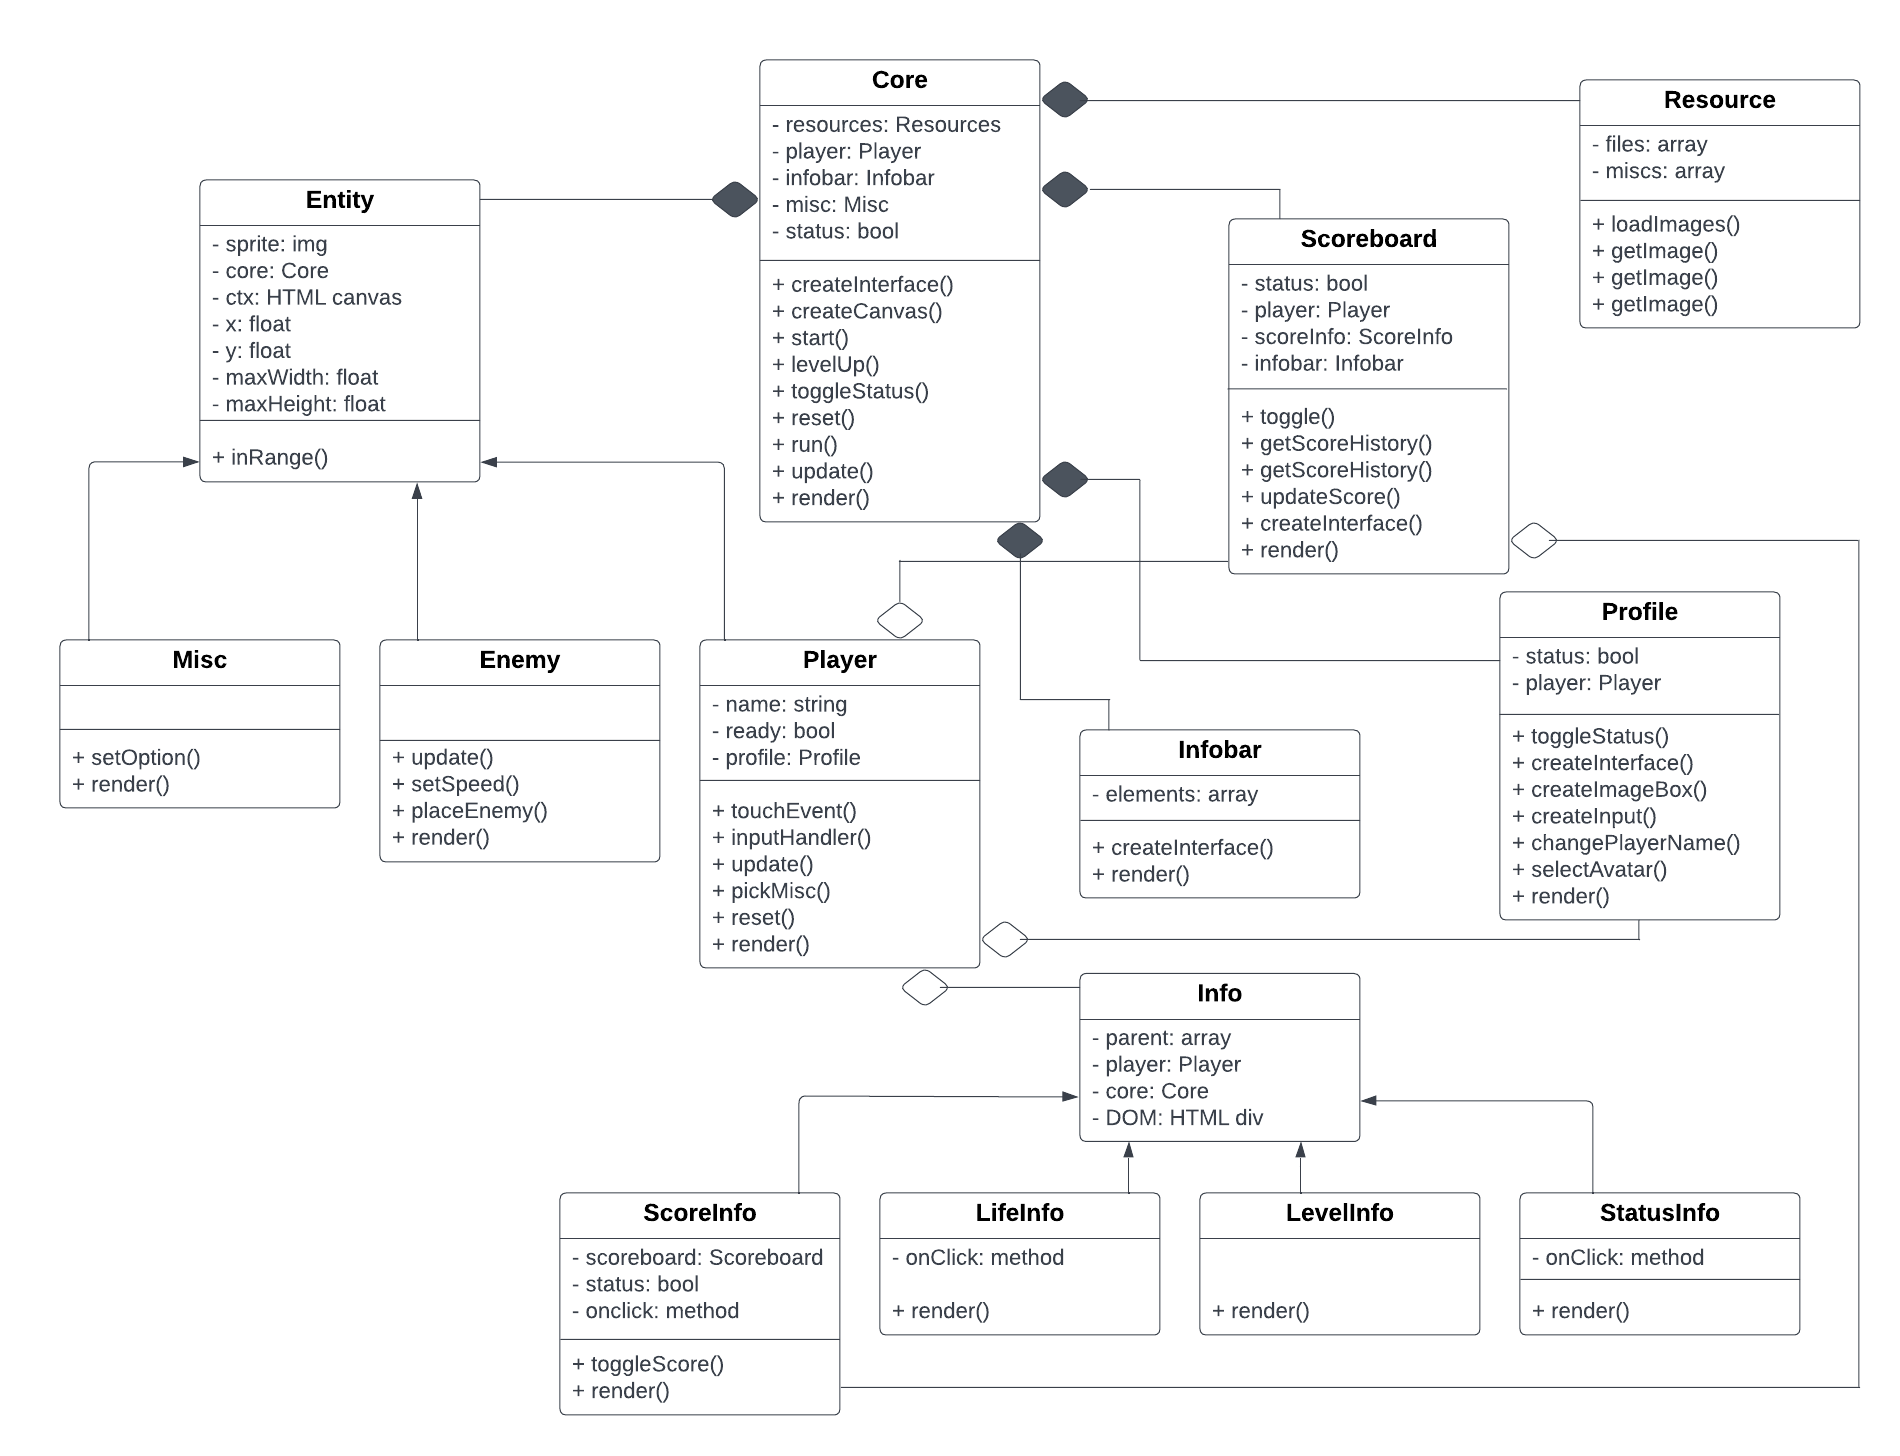 Core
- resources: Resources
- player: Player
- infobar: Infobar
- misc: Misc
- status: bool
+ createInterface()
+ createCanvas()
+ start()
+ levelUp()
+ toggleStatus()
+ reset()
+ run()
+ update()
+ render()
Resource
- files: array
- miscs: array
+ loadImages()
+ getImage()
+ getImage()
+ getImage()
Entity
- sprite: img
- core: Core
- ctx: HTML canvas
- x: float
- y: float
- maxWidth: float
- maxHeight: float
+ inRange()
Scoreboard
- status: bool
- player: Player
- scoreInfo: ScoreInfo
- infobar: Infobar
+ toggle()
+ getScoreHistory()
+ getScoreHistory()
+ updateScore()
+ createInterface()
+ render()
Misc
+ setOption()
+ render()
Enemy
+ update()
+ setSpeed()
+ placeEnemy()
+ render()
Player
- name: string
- ready: bool
- profile: Profile
+ touchEvent()
+ inputHandler()
+ update()
+ pickMisc()
+ reset()
+ render()
Infobar
- elements: array
+ createInterface()
+ render()
Profile
- status: bool
- player: Player
+ toggleStatus()
+ createInterface()
+ createImageBox()
+ createInput()
+ changePlayerName()
+ selectAvatar()
+ render()
Info
- parent: array
- player: Player
- core: Core
- DOM: HTML div
ScoreInfo
- scoreboard: Scoreboard
- status: bool
- onclick: method
+ toggleScore()
+ render()
LifeInfo
- onClick: method
+ render()
LevelInfo
+ render()
StatusInfo
- onClick: method
+ render()